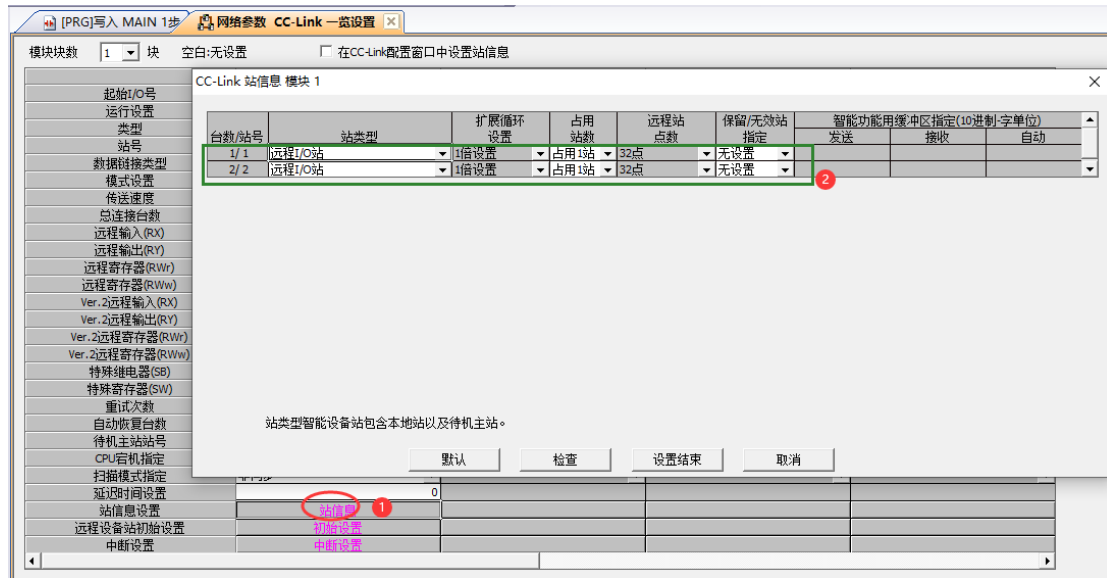 [PRG]写入 MAIN 1步 网络参数 CC-Link 一览设置
模块块数 1 块 空白:无设置 在CC-Link配置窗口中设置站信息
CC-Link 站信息 模块 1
台数/站号 站类型 扩展循环设置 占用站数 远程站点数 保留/无效站指定 智能功能用缓冲区指定(10进制-字单位)
发送 接收 自动
1/ 1 远程I/O站 1倍设置 占用1站 32点 无设置
2/ 2 远程I/O站 1倍设置 占用1站 32点 无设置
2
站类型智能设备站包含本地站以及待机主站。
默认 检查 设置结束 取消
起始I/O号
运行设置
类型
站号
数据链接类型
模式设置
传送速度
总连接台数
远程输入(RX)
远程输出(RY)
远程寄存器(RWr)
远程寄存器(RWw)
Ver.2远程输入(RX)
Ver.2远程输出(RY)
Ver.2远程寄存器(RWr)
Ver.2远程寄存器(RWw)
特殊继电器(SB)
特殊寄存器(SW)
重试次数
自动恢复台数
待机主站站号
CPU宕机指定
扫描模式指定
延迟时间设置 0
站信息设置 站信息 1
远程设备站初始设置 初始设置
中断设置 中断设置